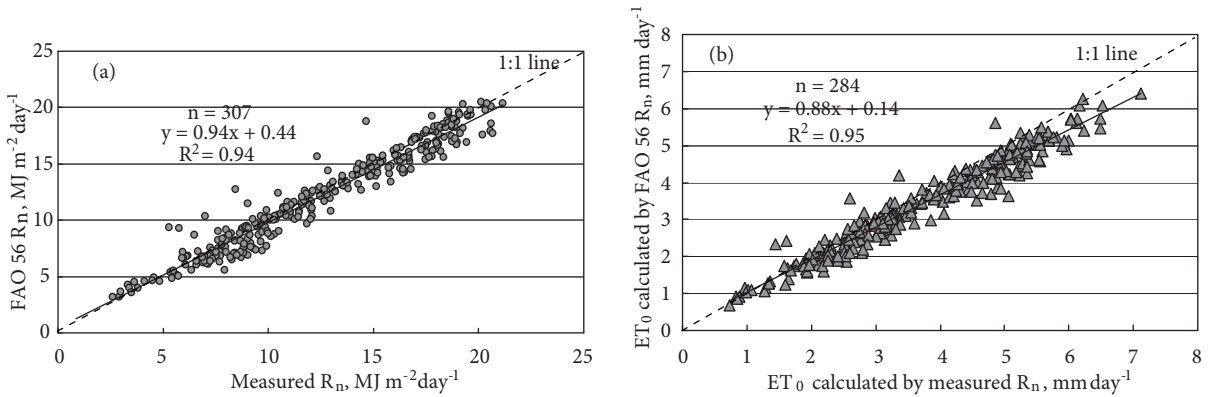 (a)
1:1 line
n = 307
y = 0.94x + 0.44
R² = 0.94
FAO 56 Rₙ, MJ m⁻² day⁻¹
25
20
15
10
5
0
0 5 10 15 20 25
Measured Rₙ, MJ m⁻²day⁻¹
(b)
1:1 line
n = 284
y = 0.88x + 0.14
R² = 0.95
ET₀ calculated by FAO 56 Rₙ, mm day⁻¹
8
7
6
5
4
3
2
1
0
0 1 2 3 4 5 6 7 8
ET ₀ calculated by measured Rₙ , mm day⁻¹